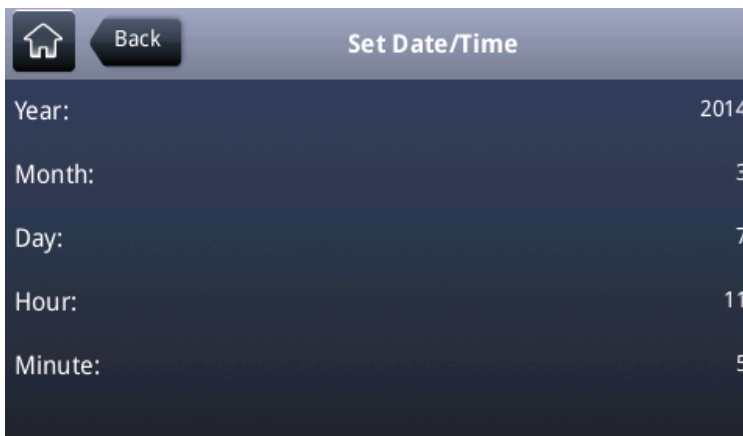 Back
Set Date/Time
Year: 2014
Month: 3
Day: 7
Hour: 11
Minute: 5